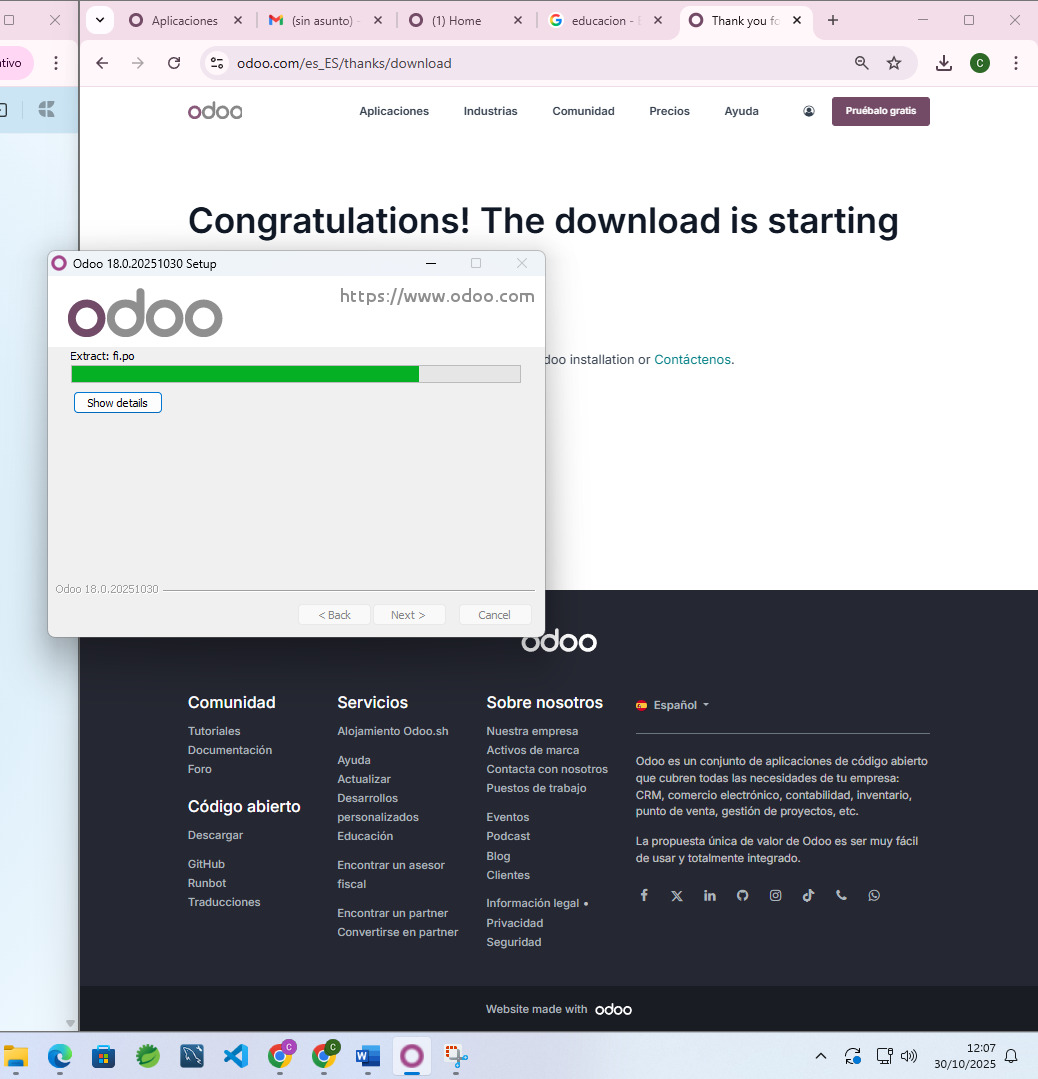 Aplicaciones
(sin asunto) -
(1) Home
educacion -
Thank you fo
ativo
odoo.com/es_ES/thanks/download
C
odoo
Aplicaciones
Industrias
Comunidad
Precios
Ayuda
Pruébalo gratis
Congratulations! The download is starting
Odoo 18.0.20251030 Setup
odoo
https://www.odoo.com
Extract: fi.po
Show details
doo installation or Contáctenos.
Odoo 18.0.20251030
< Back
Next >
Cancel
odoo
Comunidad
Tutoriales
Documentación
Foro
Código abierto
Descargar
GitHub
Runbot
Traducciones
Servicios
Alojamiento Odoo.sh
Ayuda
Actualizar
Desarrollos
personalizados
Educación
Encontrar un asesor
fiscal
Encontrar un partner
Convertirse en partner
Sobre nosotros
Nuestra empresa
Activos de marca
Contacta con nosotros
Puestos de trabajo
Eventos
Podcast
Blog
Clientes
Información legal •
Privacidad
Seguridad
Español
Odoo es un conjunto de aplicaciones de código abierto
que cubren todas las necesidades de tu empresa:
CRM, comercio electrónico, contabilidad, inventario,
punto de venta, gestión de proyectos, etc.
La propuesta única de valor de Odoo es ser muy fácil
de usar y totalmente integrado.
Website made with odoo
C
C
12:07
30/10/2025